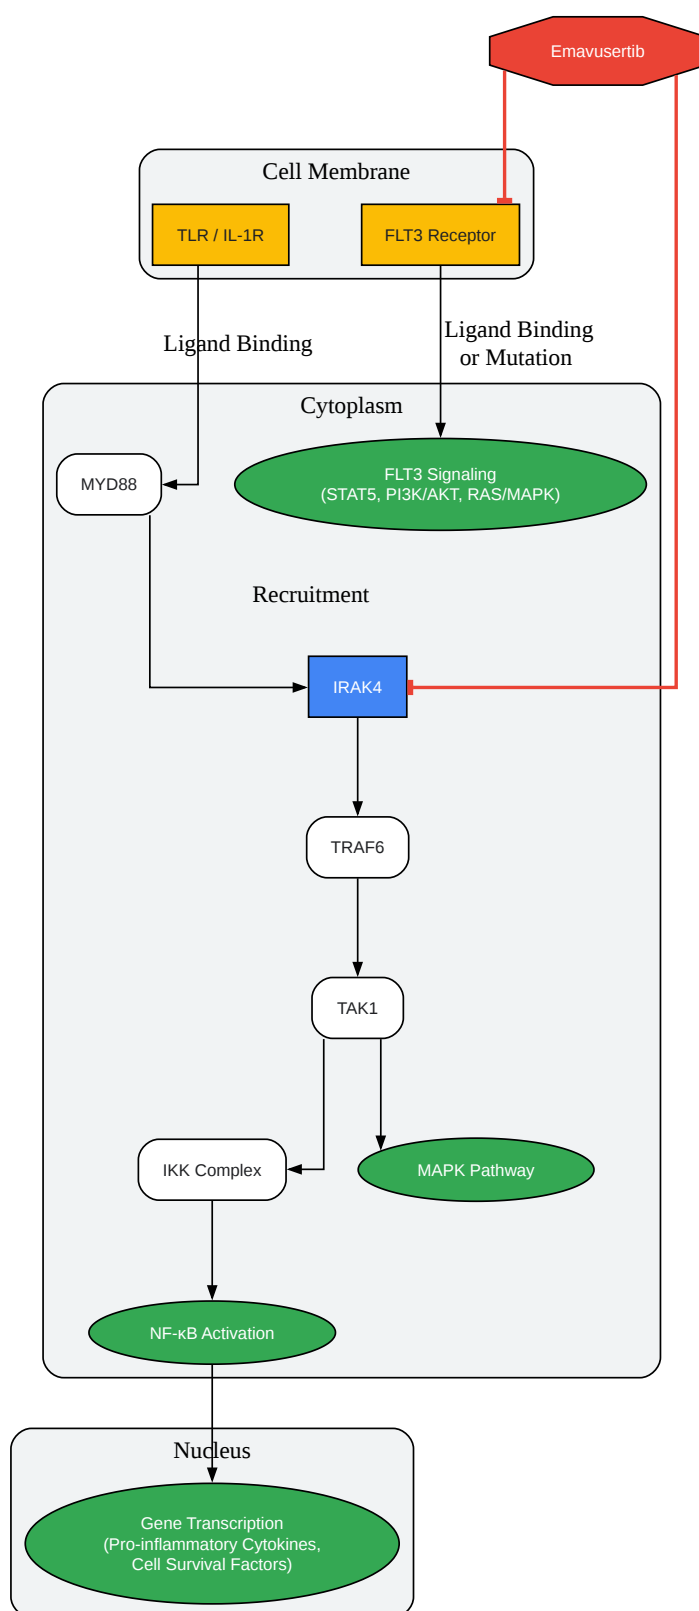 Emavusertib
Cell Membrane
TLR / IL-1R
FLT3 Receptor
Ligand Binding
Ligand Binding
or Mutation
Cytoplasm
MYD88
FLT3 Signaling
(STAT5, PI3K/AKT, RAS/MAPK)
Recruitment
IRAK4
TRAF6
TAK1
IKK Complex
MAPK Pathway
NF-κB Activation
Nucleus
Gene Transcription
(Pro-inflammatory Cytokines,
Cell Survival Factors)